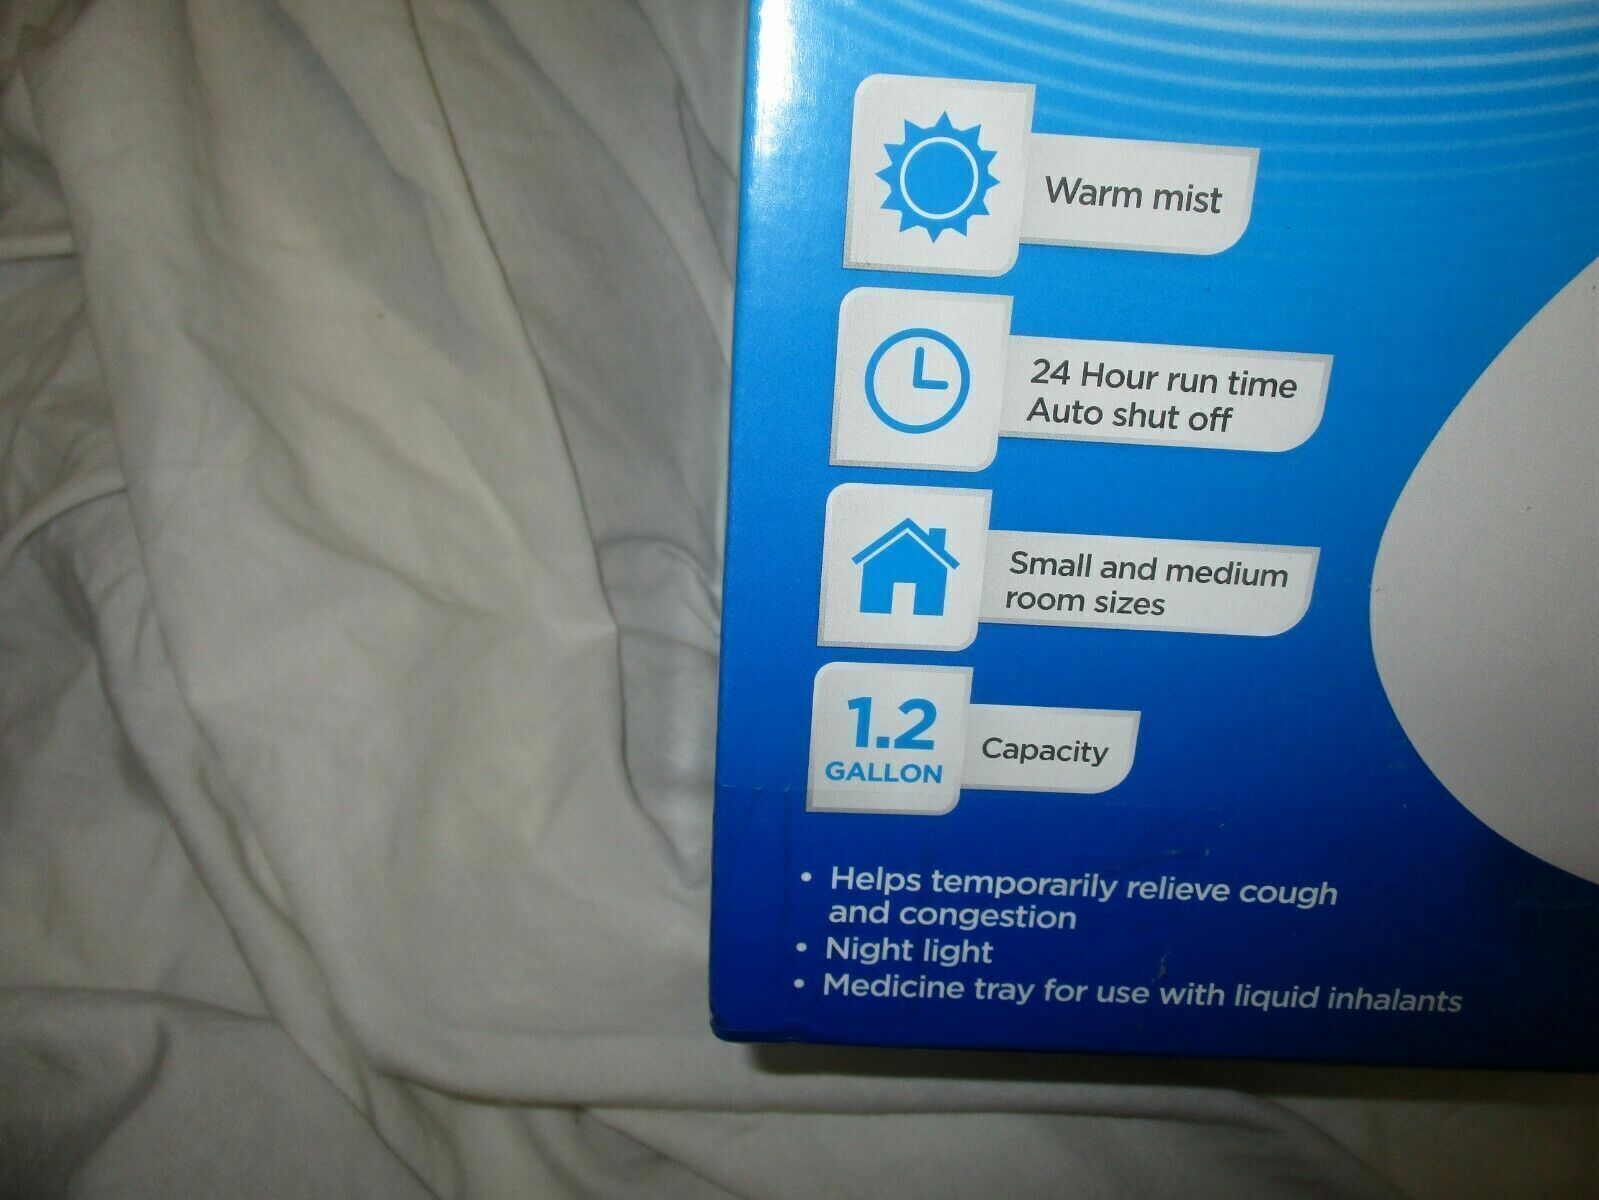 Warm mist
24 Hour run time
Auto shut off
Small and medium
room sizes
1.2
GALLON
Capacity
• Helps temporarily relieve cough
and congestion
• Night light
• Medicine tray for use with liquid inhalants